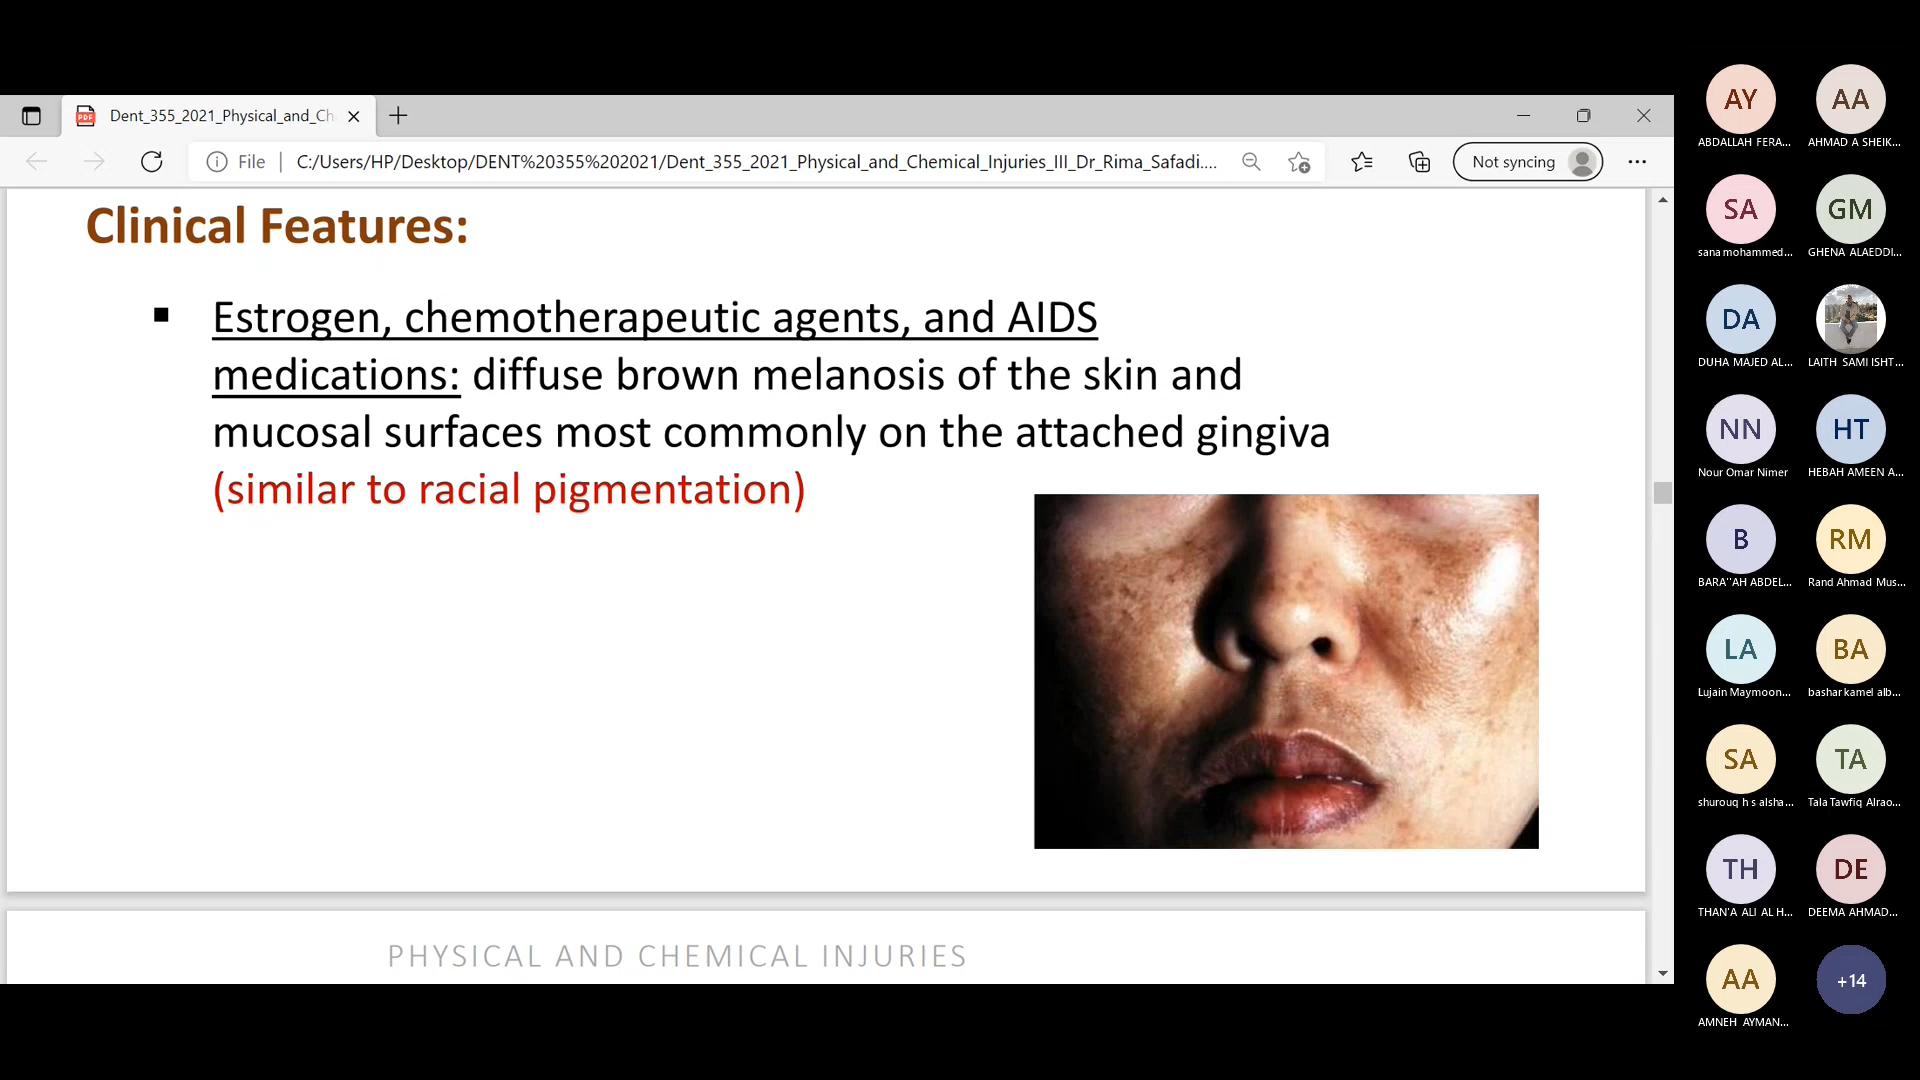 Dent_355_2021_Physical_and_Ch
File
C:/Users/HP/Desktop/DENT%20355%202021/Dent_355_2021_Physical_and_Chemical_Injuries_III_Dr_Rima_Safadi....
Not syncing
Clinical Features:
Estrogen, chemotherapeutic agents, and AIDS
medications: diffuse brown melanosis of the skin and
mucosal surfaces most commonly on the attached gingiva
(similar to racial pigmentation)
PHYSICAL AND CHEMICAL INJURIES
AY AA
ABDALLAH FERA... AHMAD A SHEIK...
SA GM
sana mohammed... GHENA ALAEDDI...
DA
DUHA MAJED AL... LAITH SAMI ISHT...
NN HT
Nour Omar Nimer HEBAH AMEEN A...
B RM
BARA''AH ABDEL... Rand Ahmad Mus...
LA BA
Lujain Maymoon... bashar kamel alb...
SA TA
shurouq h s alsha... Tala Tawfiq Alrao...
TH DE
THAN'A ALI AL H... DEEMA AHMAD...
AA +14
AMNEH AYMAN...